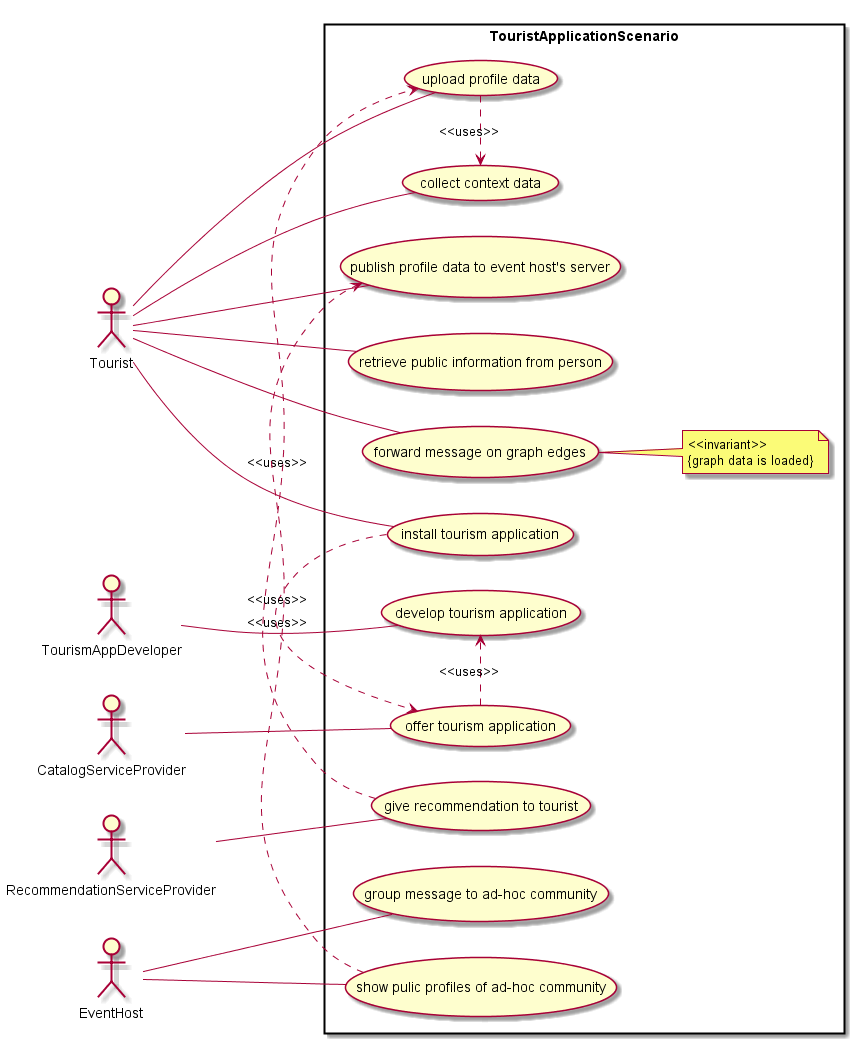 TouristApplicationScenario
upload profile data
<<uses>>
collect context data
publish profile data to event host's server
Tourist
retrieve public information from person
forward message on graph edges
<<invariant>>
{graph data is loaded}
<<uses>>
install tourism application
<<uses>>
develop tourism application
<<uses>>
TourismAppDeveloper
<<uses>>
offer tourism application
CatalogServiceProvider
give recommendation to tourist
RecommendationServiceProvider
group message to ad-hoc community
show pulic profiles of ad-hoc community
EventHost